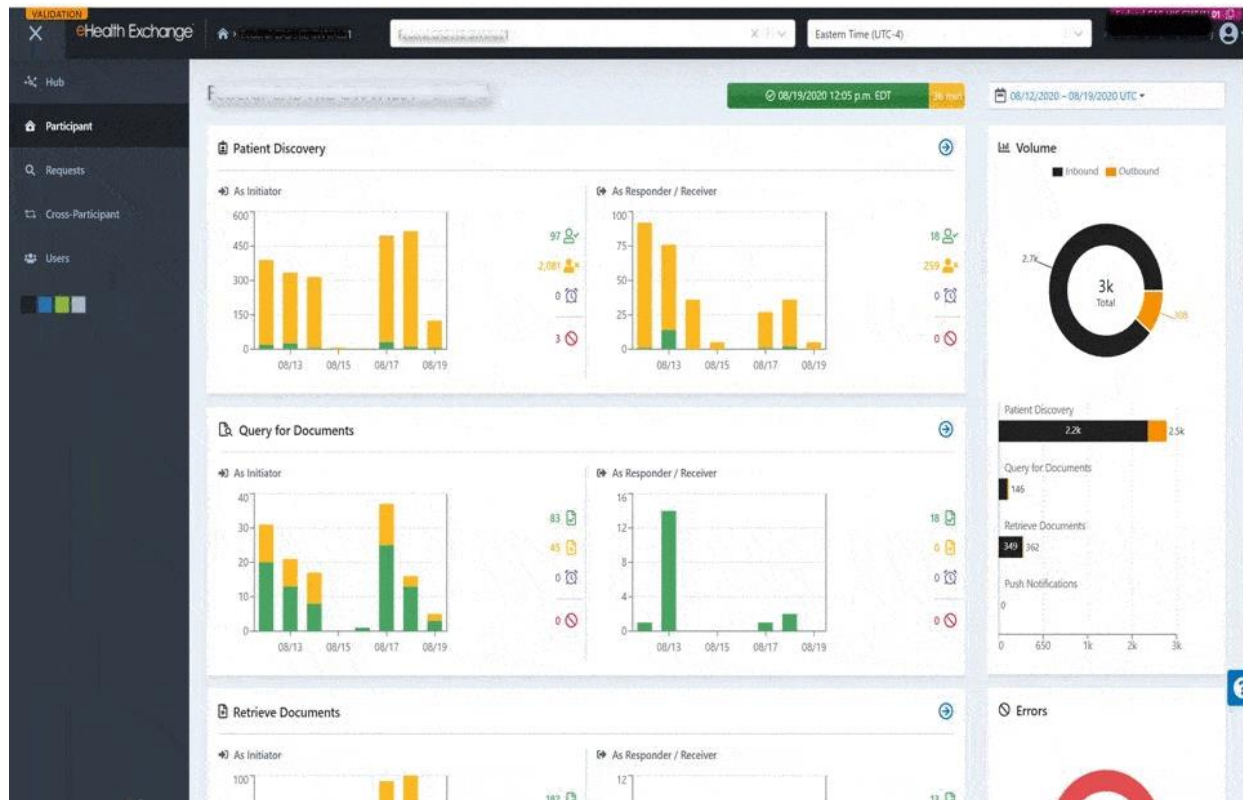 VALIDATION
eHealth Exchange
Eastern Time (UTC-4)
Hub
Participant
Requests
Cross-Participant
Users
08/19/2020 12:05 p.m. EDT
36 min
08/12/2020 - 08/19/2020 UTC
Patient Discovery
As Initiator
600
450
300
150
0
08/13 08/15 08/17 08/19
97
2,081
0
3
As Responder / Receiver
100
75
50
25
0
08/13 08/15 08/17 08/19
18
259
0
0
Query for Documents
As Initiator
40
30
20
10
0
08/13 08/15 08/17 08/19
83
45
0
0
As Responder / Receiver
16
12
8
4
0
08/13 08/15 08/17 08/19
18
0
0
0
Retrieve Documents
As Initiator
100
182
As Responder / Receiver
12
13
Volume
Inbound Outbound
2.7k
3k
Total
308
Patient Discovery
2.2k 2.5k
Query for Documents
146
Retrieve Documents
349 362
Push Notifications
0
0 650 1k 2k 3k
Errors